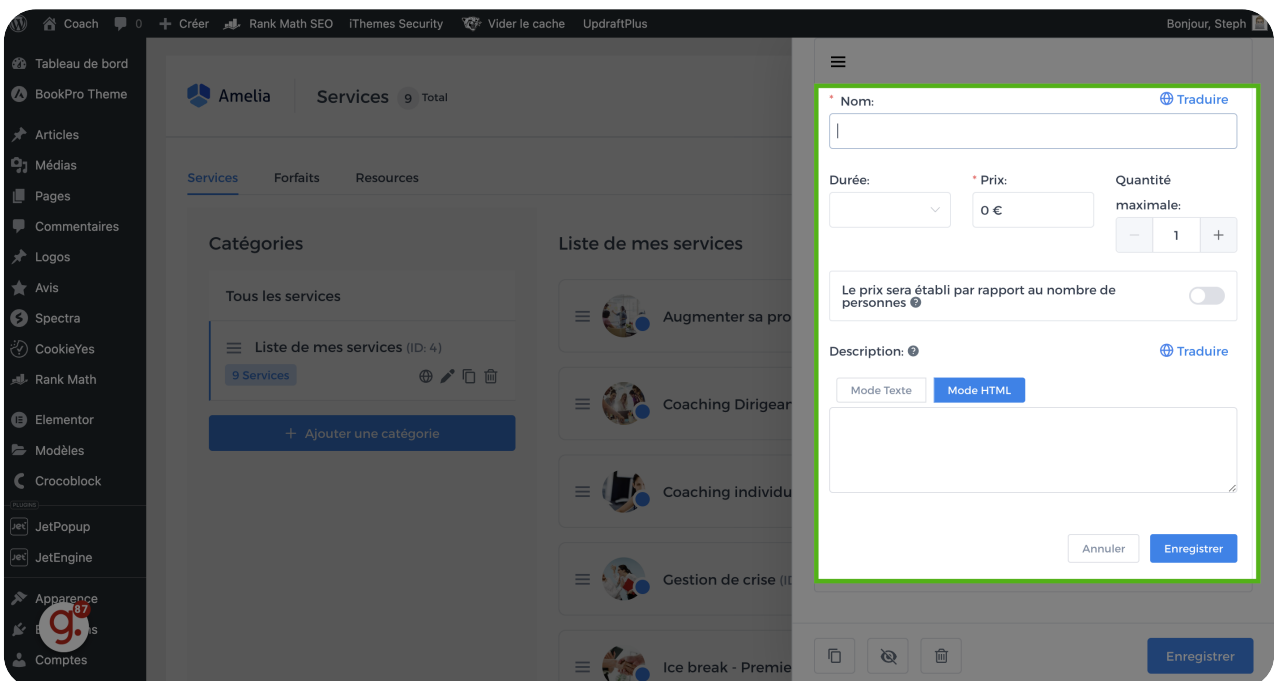 Coach 0 + Créer Rank Math SEO iThemes Security Vider le cache UpdraftPlus Bonjour, Steph
Tableau de bord
BookPro Theme
Articles
Médias
Pages
Commentaires
Logos
Avis
Spectra
CookieYes
Rank Math
Elementor
Modèles
Crocoblock
PLUGINS
JetPopup
JetEngine
Apparence
87
g.
Comptes
Amelia Services 9 Total
Services Forfaits Resources
Catégories
Tous les services
Liste de mes services (ID: 4)
9 Services
+ Ajouter une catégorie
Liste de mes services
Augmenter sa pro
Coaching Dirigean
Coaching individu
Gestion de crise (ID
Ice break - Premie
* Nom: Traduire
Durée: * Prix: Quantité
maximale:
0 € − 1 +
Le prix sera établi par rapport au nombre de
personnes ?
Description: ? Traduire
Mode Texte Mode HTML
Annuler Enregistrer
Enregistrer